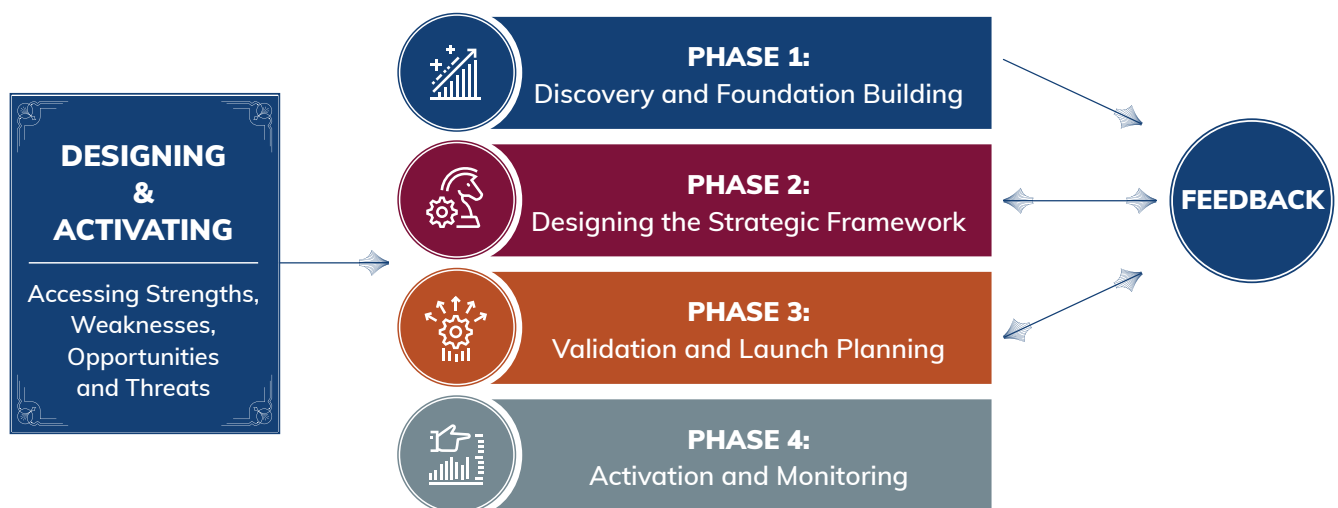 DESIGNING
&
ACTIVATING
Accessing Strengths,
Weaknesses,
Opportunities
and Threats
PHASE 1:
Discovery and Foundation Building
PHASE 2:
Designing the Strategic Framework
PHASE 3:
Validation and Launch Planning
PHASE 4:
Activation and Monitoring
FEEDBACK